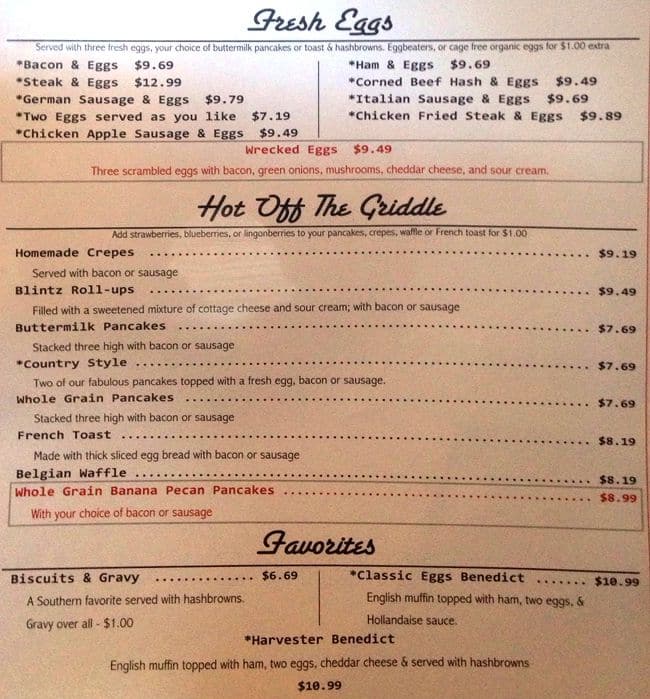 Fresh Eggs
Served with three fresh eggs, your choice of buttermilk pancakes or toast & hashbrowns. Eggbeaters, or cage free organic eggs for $1.00 extra
*Bacon & Eggs $9.69
*Steak & Eggs $12.99
*German Sausage & Eggs $9.79
*Two Eggs served as you like $7.19
*Chicken Apple Sausage & Eggs $9.49
*Ham & Eggs $9.69
*Corned Beef Hash & Eggs $9.49
*Italian Sausage & Eggs $9.69
*Chicken Fried Steak & Eggs $9.89
Wrecked Eggs $9.49
Three scrambled eggs with bacon, green onions, mushrooms, cheddar cheese, and sour cream.
Hot Off The Griddle
Add strawberries, blueberries, or lingonberries to your pancakes, crepes, waffle or French toast for $1.00
Homemade Crepes ........ $9.19
Served with bacon or sausage
Blintz Roll-ups ........ $9.49
Filled with a sweetened mixture of cottage cheese and sour cream; with bacon or sausage
Buttermilk Pancakes ........ $7.69
Stacked three high with bacon or sausage
*Country Style ........ $7.69
Two of our fabulous pancakes topped with a fresh egg, bacon or sausage.
Whole Grain Pancakes ........ $7.69
Stacked three high with bacon or sausage
French Toast ........ $8.19
Made with thick sliced egg bread with bacon or sausage
Belgian Waffle ........ $8.19
Whole Grain Banana Pecan Pancakes ........ $8.99
With your choice of bacon or sausage
Favorites
Biscuits & Gravy ............. $6.69
A Southern favorite served with hashbrowns.
Gravy over all - $1.00
*Classic Eggs Benedict ....... $10.99
English muffin topped with ham, two eggs, &
Hollandaise sauce.
*Harvester Benedict
English muffin topped with ham, two eggs, cheddar cheese & served with hashbrowns
$10.99